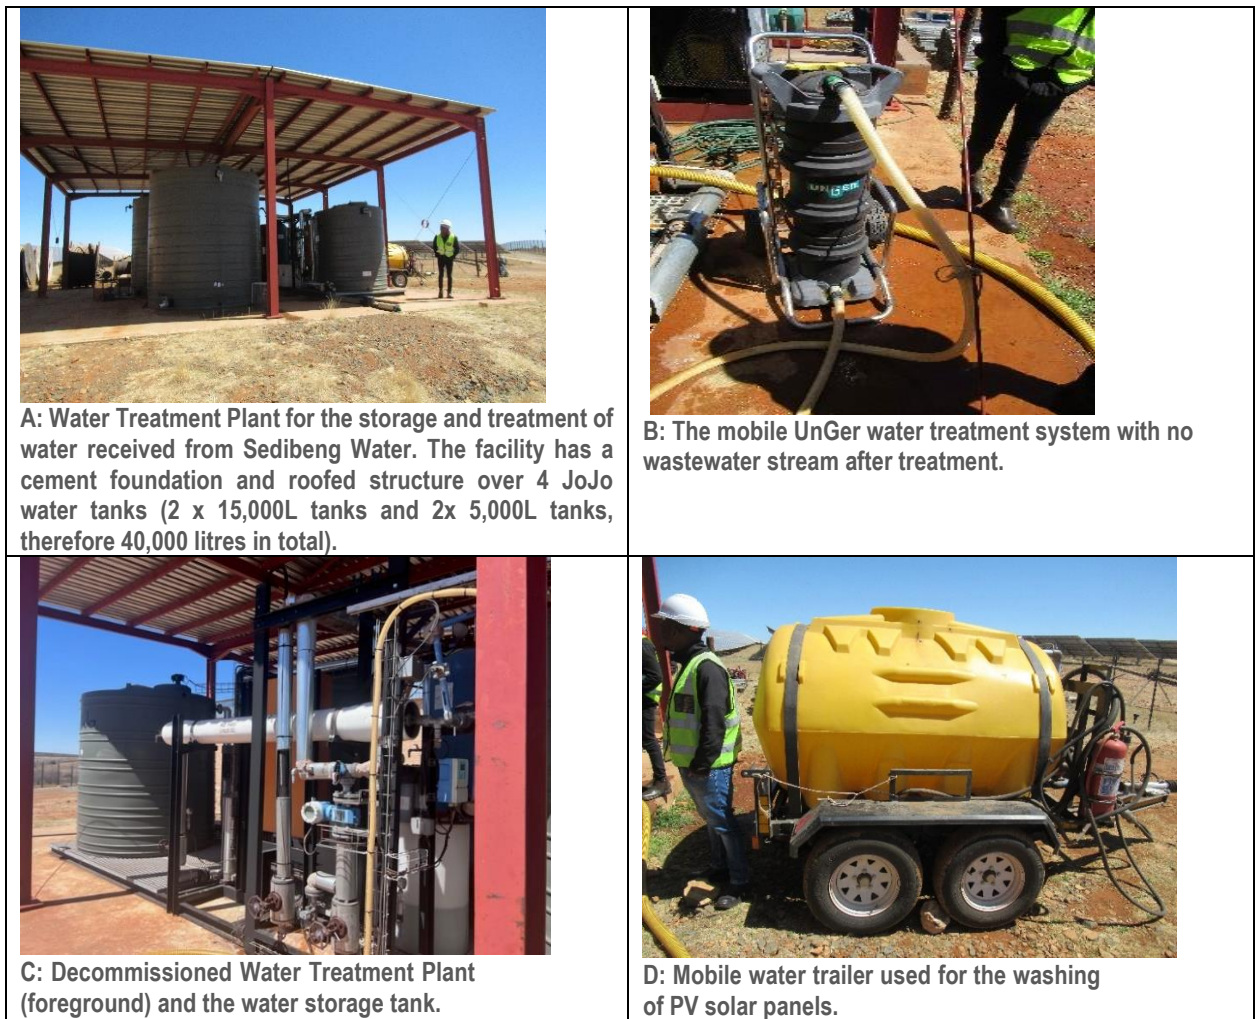 A: Water Treatment Plant for the storage and treatment of
water received from Sedibeng Water. The facility has a
cement foundation and roofed structure over 4 JoJo
water tanks (2 x 15,000L tanks and 2x 5,000L tanks,
therefore 40,000 litres in total).
UNGER
B: The mobile UnGer water treatment system with no
wastewater stream after treatment.
C: Decommissioned Water Treatment Plant
(foreground) and the water storage tank.
D: Mobile water trailer used for the washing
of PV solar panels.